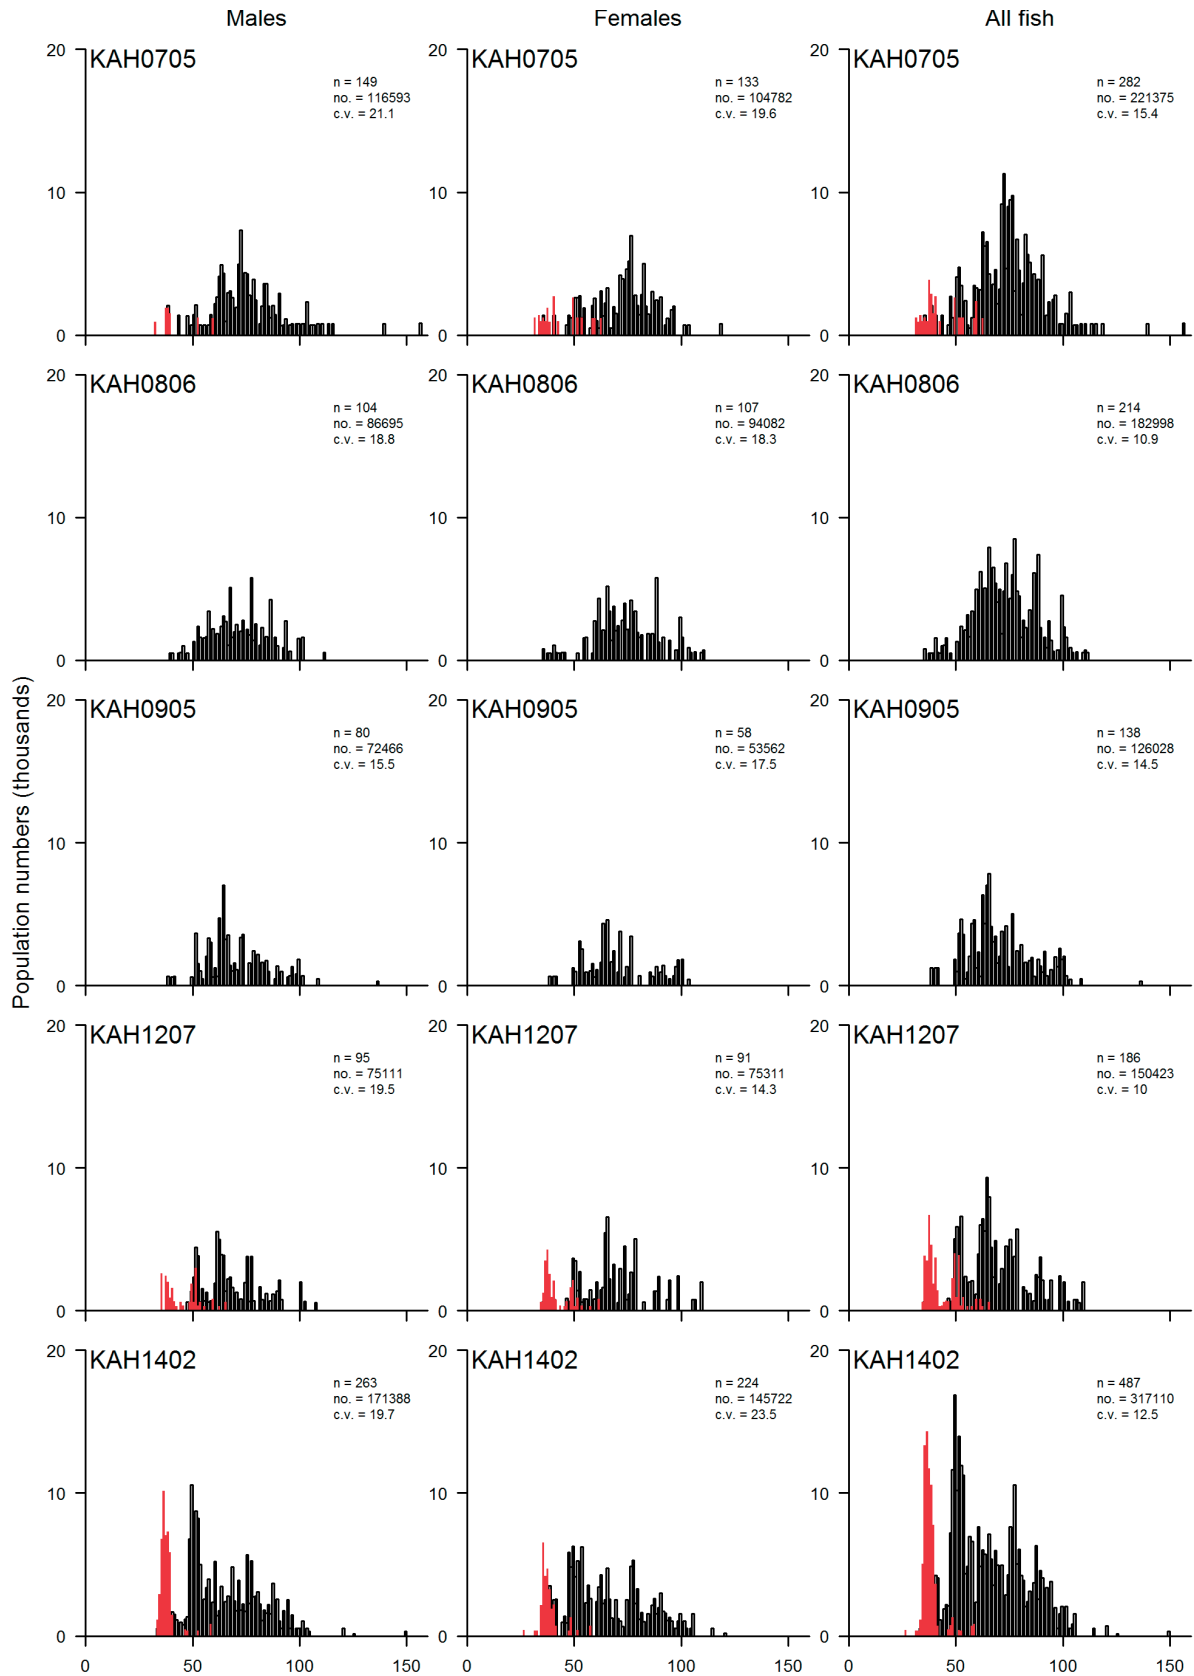 Males Females All fish
Population numbers (thousands)
20 KAH0705 20 KAH0705 20 KAH0705
n = 149 n = 133 n = 282
no. = 116593 no. = 104782 no. = 221375
c.v. = 21.1 c.v. = 19.6 c.v. = 15.4
10 10 10
0 0 0
20 KAH0806 20 KAH0806 20 KAH0806
n = 104 n = 107 n = 214
no. = 86695 no. = 94082 no. = 182998
c.v. = 18.8 c.v. = 18.3 c.v. = 10.9
10 10 10
0 0 0
20 KAH0905 20 KAH0905 20 KAH0905
n = 80 n = 58 n = 138
no. = 72466 no. = 53562 no. = 126028
c.v. = 15.5 c.v. = 17.5 c.v. = 14.5
10 10 10
0 0 0
20 KAH1207 20 KAH1207 20 KAH1207
n = 95 n = 91 n = 186
no. = 75111 no. = 75311 no. = 150423
c.v. = 19.5 c.v. = 14.3 c.v. = 10
10 10 10
0 0 0
20 KAH1402 20 KAH1402 20 KAH1402
n = 263 n = 224 n = 487
no. = 171388 no. = 145722 no. = 317110
c.v. = 19.7 c.v. = 23.5 c.v. = 12.5
10 10 10
0 0 0
0 50 100 150 0 50 100 150 0 50 100 150